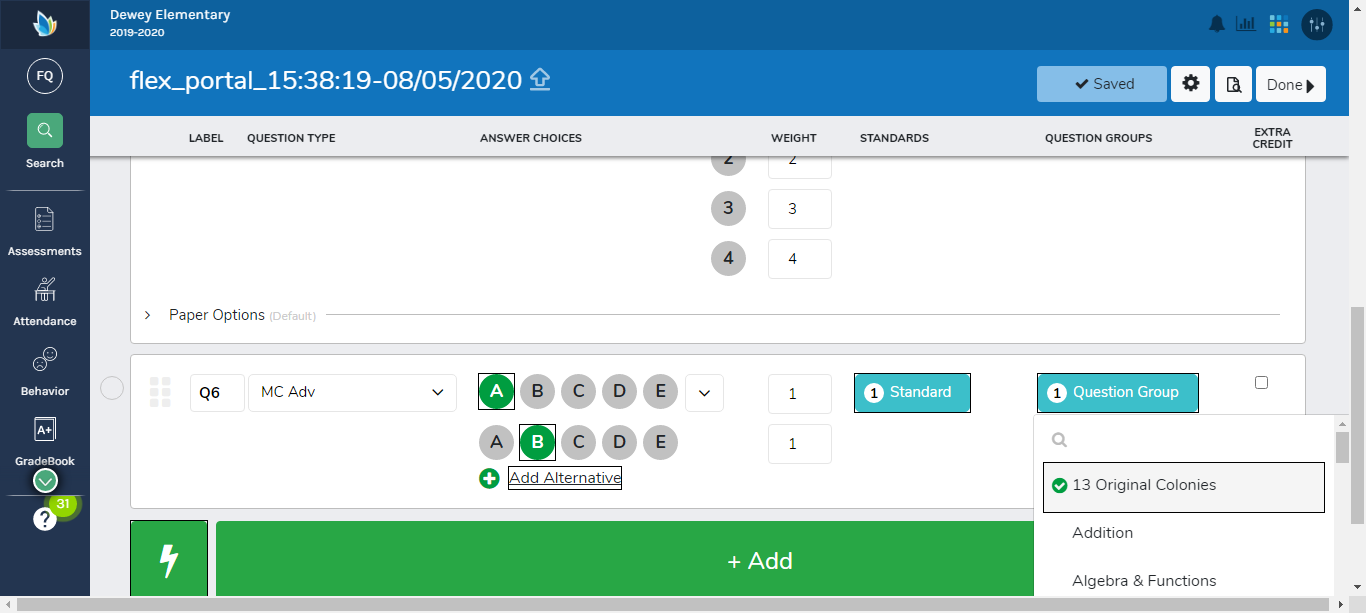 Dewey Elementary
2019-2020
FQ
flex_portal_15:38:19-08/05/2020
Saved
Done
Search
LABEL QUESTION TYPE ANSWER CHOICES WEIGHT STANDARDS QUESTION GROUPS EXTRA CREDIT
2 2
3 3
4 4
Assessments
Attendance
Behavior
A+
GradeBook
31
?
Paper Options (Default)
Q6 MC Adv A B C D E 1 1 Standard 1 Question Group
A B C D E 1
Add Alternative
13 Original Colonies
Addition
Algebra & Functions
+ Add